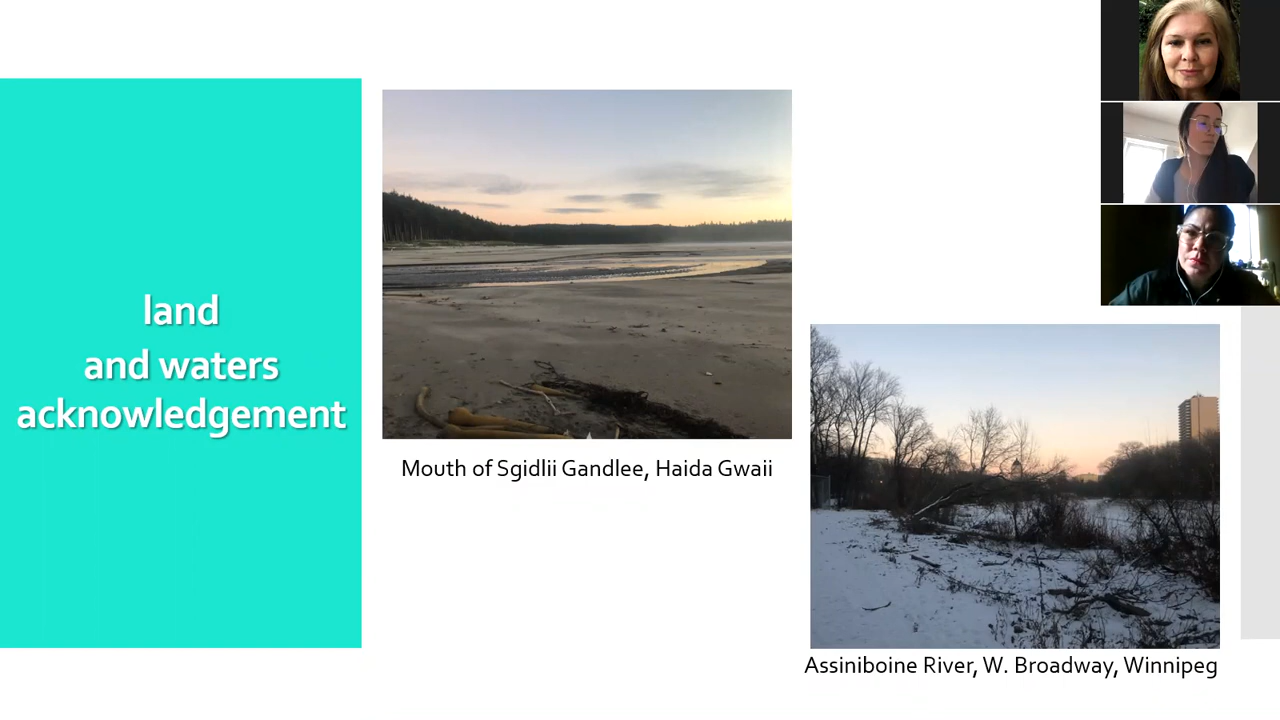 land
and waters
acknowledgement
Mouth of Sgidlii Gandlee, Haida Gwaii
Assiniboine River, W. Broadway, Winnipeg